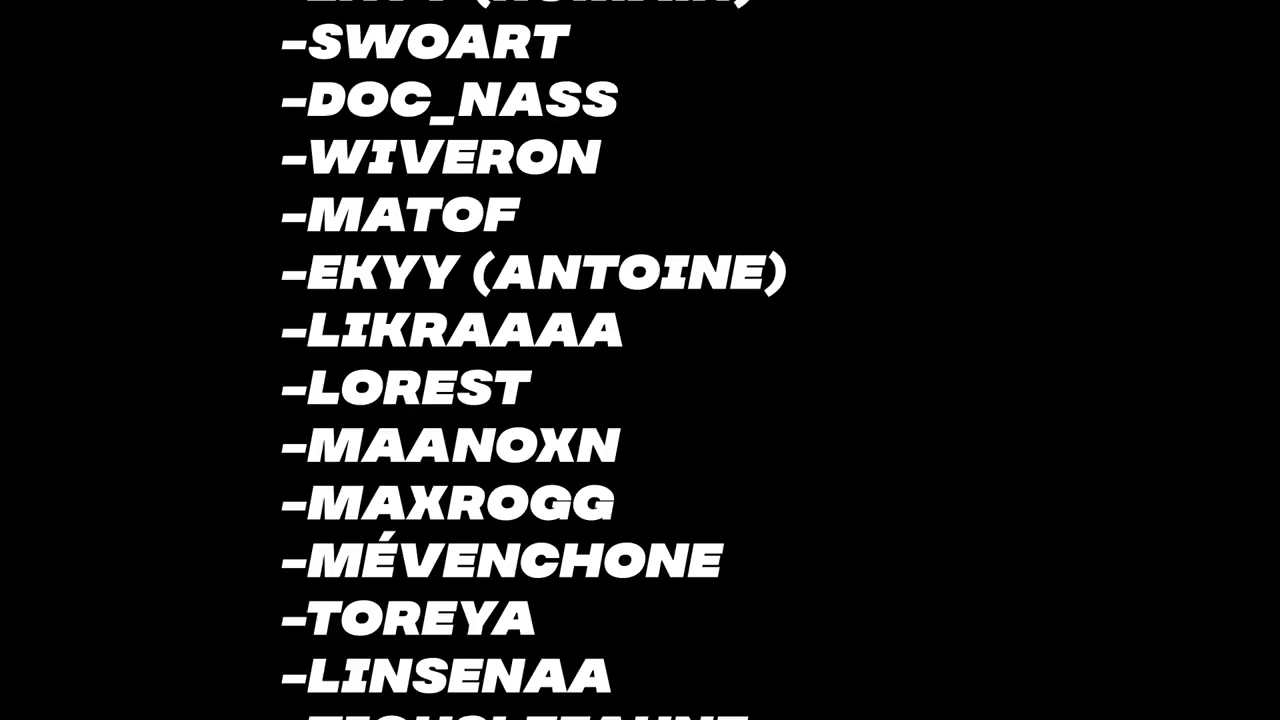 -SWOART
-DOC_NASS
-WIVERON
-MATOF
-EKYY (ANTOINE)
-LIKRAAAA
-LOREST
-MAANOXN
-MAXROGG
-MÉVENCHONE
-TOREYA
-LINSENAA